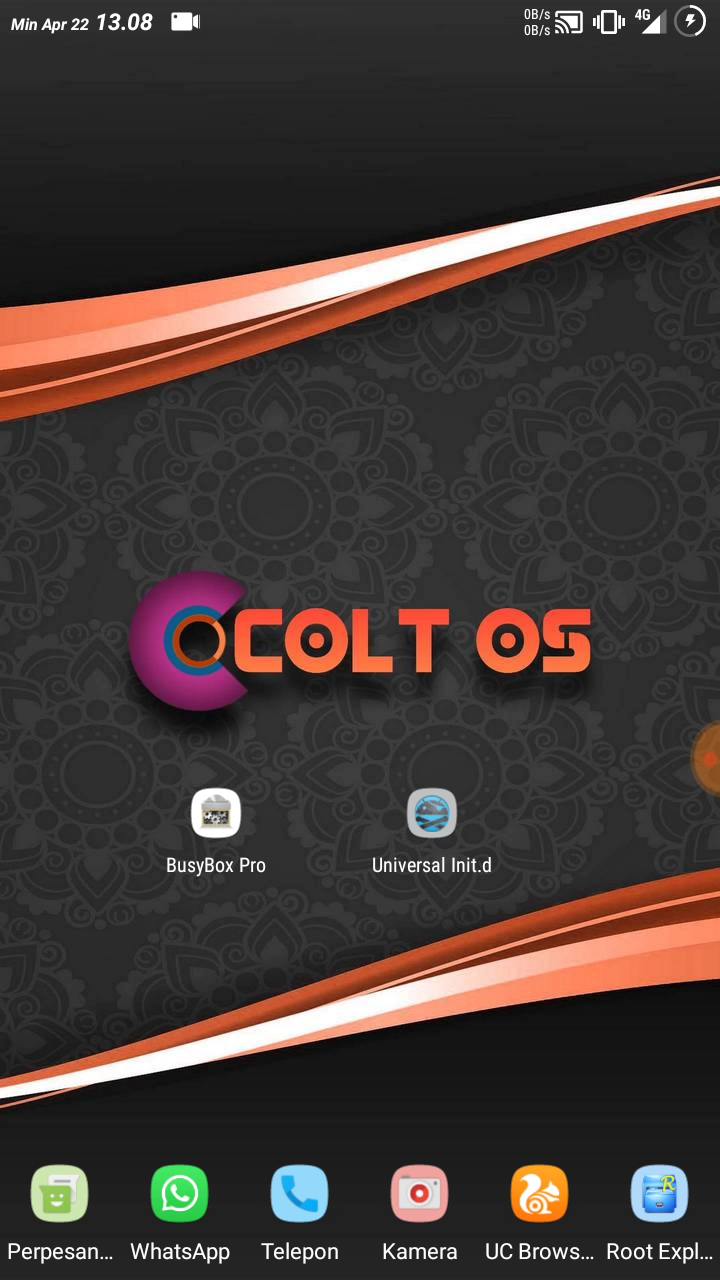 Min Apr 22 13.08
0B/s
0B/s
4G
COLT OS
BusyBox Pro
Universal Init.d
Perpesan...
WhatsApp
Telepon
Kamera
UC Brows...
Root Expl...